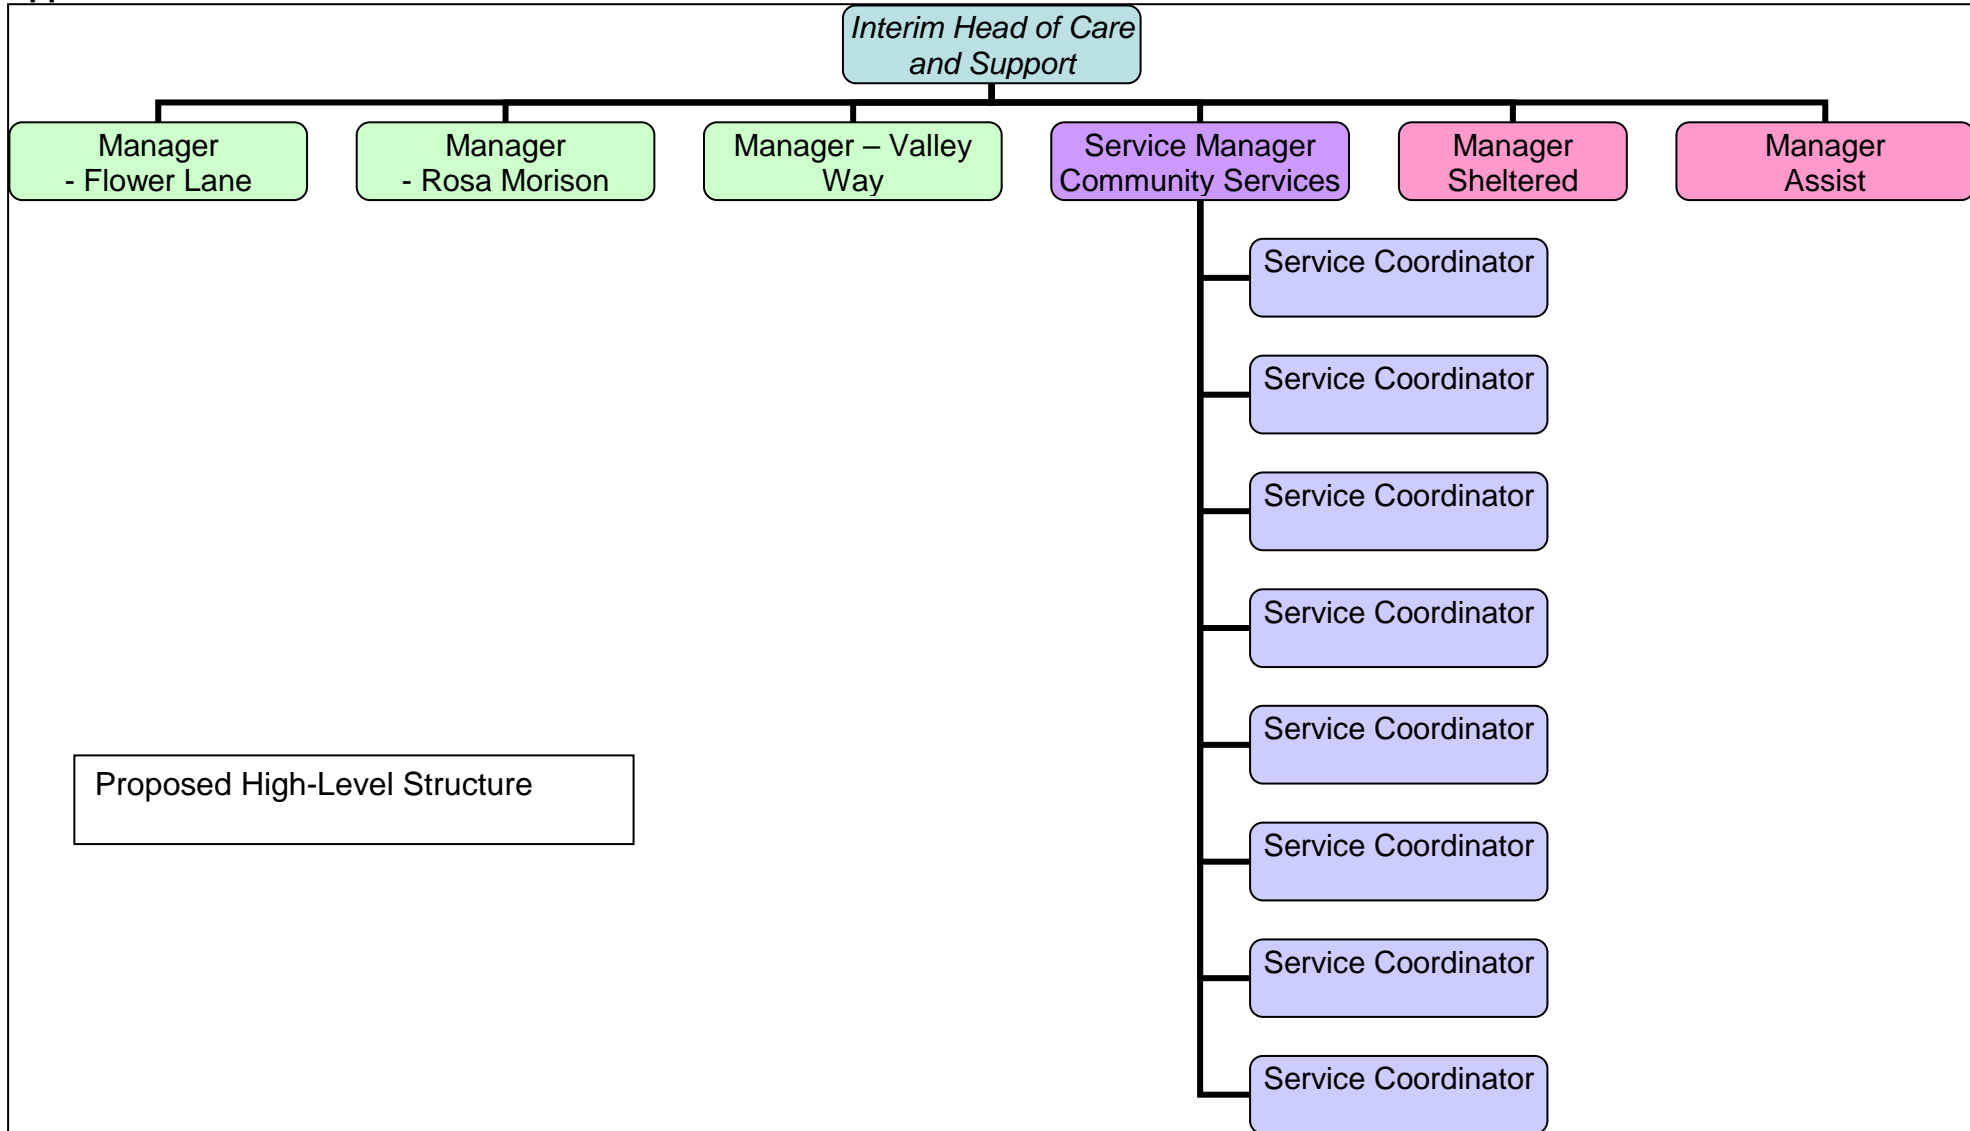 Interim Head of Care
and Support
Manager
- Flower Lane
Manager
- Rosa Morison
Manager – Valley
Way
Service Manager
Community Services
Manager
Sheltered
Manager
Assist
Service Coordinator
Service Coordinator
Service Coordinator
Service Coordinator
Service Coordinator
Service Coordinator
Service Coordinator
Service Coordinator
Proposed High-Level Structure